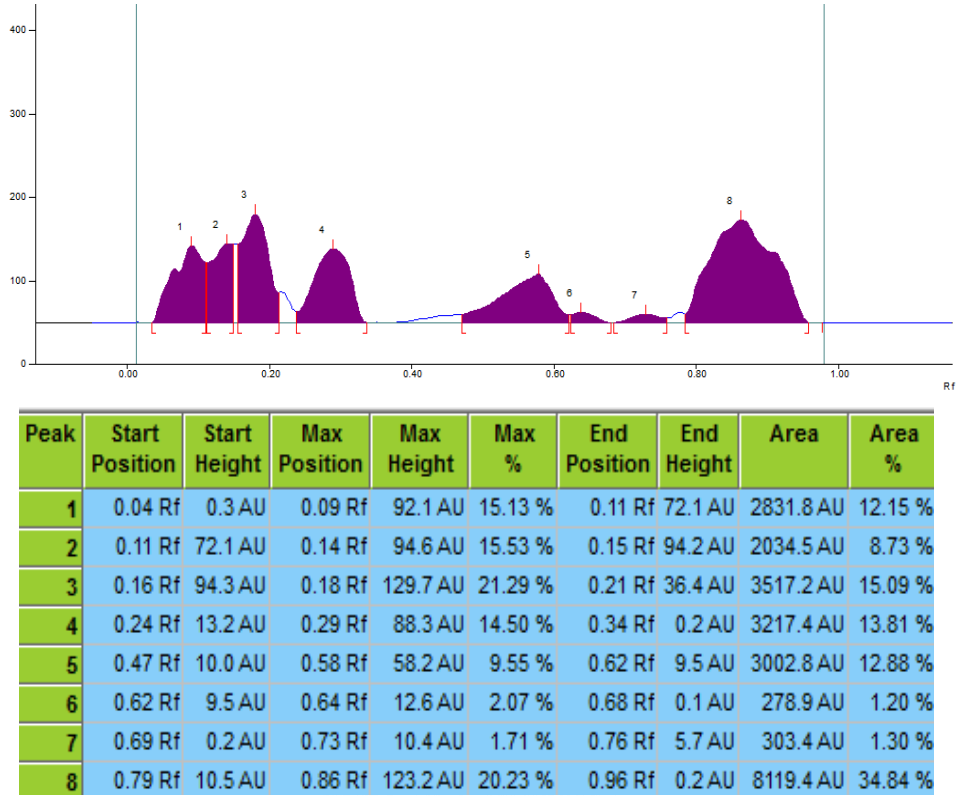 400
300
200
100
0
1
2
3
4
5
6
7
8
0.00 0.20 0.40 0.60 0.80 1.00
Rf
Peak Start Position Start Height Max Position Max Height Max % End Position End Height Area Area %
1 0.04 Rf 0.3 AU 0.09 Rf 92.1 AU 15.13 % 0.11 Rf 72.1 AU 2831.8 AU 12.15 %
2 0.11 Rf 72.1 AU 0.14 Rf 94.6 AU 15.53 % 0.15 Rf 94.2 AU 2034.5 AU 8.73 %
3 0.16 Rf 94.3 AU 0.18 Rf 129.7 AU 21.29 % 0.21 Rf 36.4 AU 3517.2 AU 15.09 %
4 0.24 Rf 13.2 AU 0.29 Rf 88.3 AU 14.50 % 0.34 Rf 0.2 AU 3217.4 AU 13.81 %
5 0.47 Rf 10.0 AU 0.58 Rf 58.2 AU 9.55 % 0.62 Rf 9.5 AU 3002.8 AU 12.88 %
6 0.62 Rf 9.5 AU 0.64 Rf 12.6 AU 2.07 % 0.68 Rf 0.1 AU 278.9 AU 1.20 %
7 0.69 Rf 0.2 AU 0.73 Rf 10.4 AU 1.71 % 0.76 Rf 5.7 AU 303.4 AU 1.30 %
8 0.79 Rf 10.5 AU 0.86 Rf 123.2 AU 20.23 % 0.96 Rf 0.2 AU 8119.4 AU 34.84 %